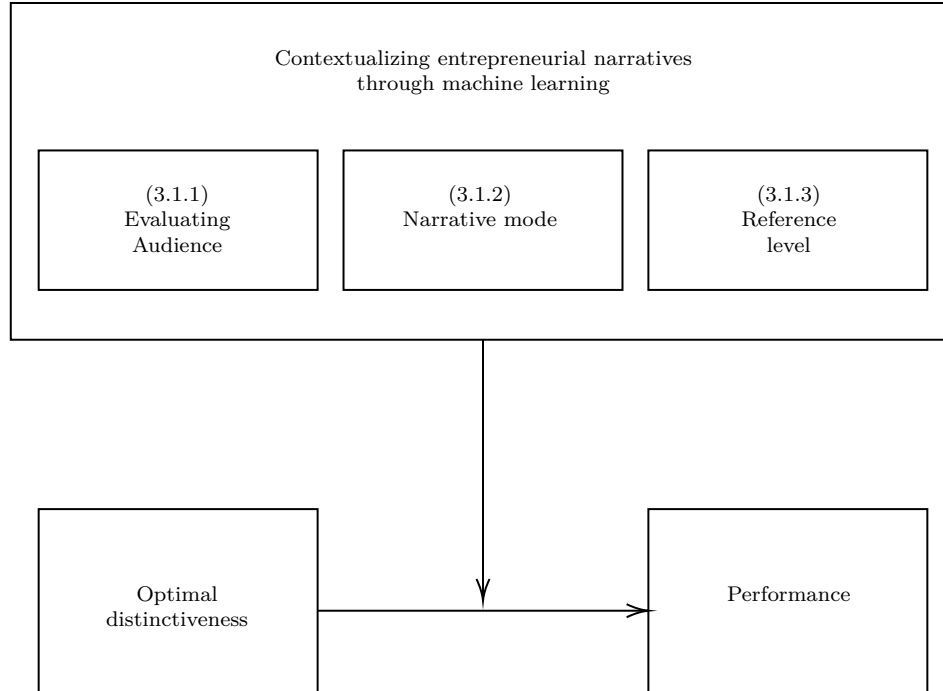 Contextualizing entrepreneurial narratives
through machine learning
(3.1.1)
Evaluating
Audience
(3.1.2)
Narrative mode
(3.1.3)
Reference
level
Optimal
distinctiveness
Performance